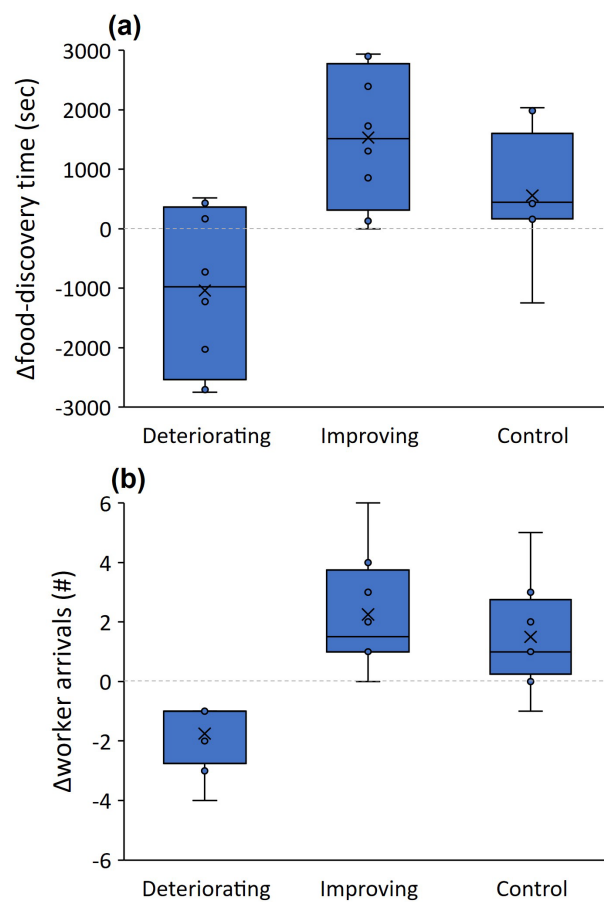 (a)
Δfood-discovery time (sec)
3000
2000
1000
0
-1000
-2000
-3000
Deteriorating Improving Control
(b)
Δworker arrivals (#)
6
4
2
0
-2
-4
-6
Deteriorating Improving Control